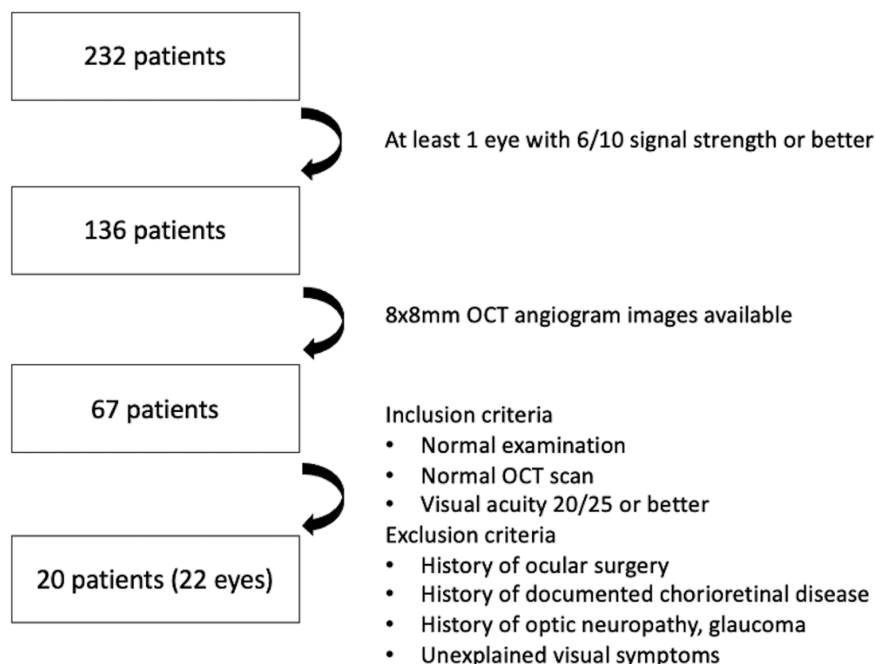 232 patients
At least 1 eye with 6/10 signal strength or better
136 patients
8x8mm OCT angiogram images available
67 patients
Inclusion criteria
• Normal examination
• Normal OCT scan
• Visual acuity 20/25 or better
Exclusion criteria
• History of ocular surgery
• History of documented chorioretinal disease
• History of optic neuropathy, glaucoma
• Unexplained visual symptoms
20 patients (22 eyes)